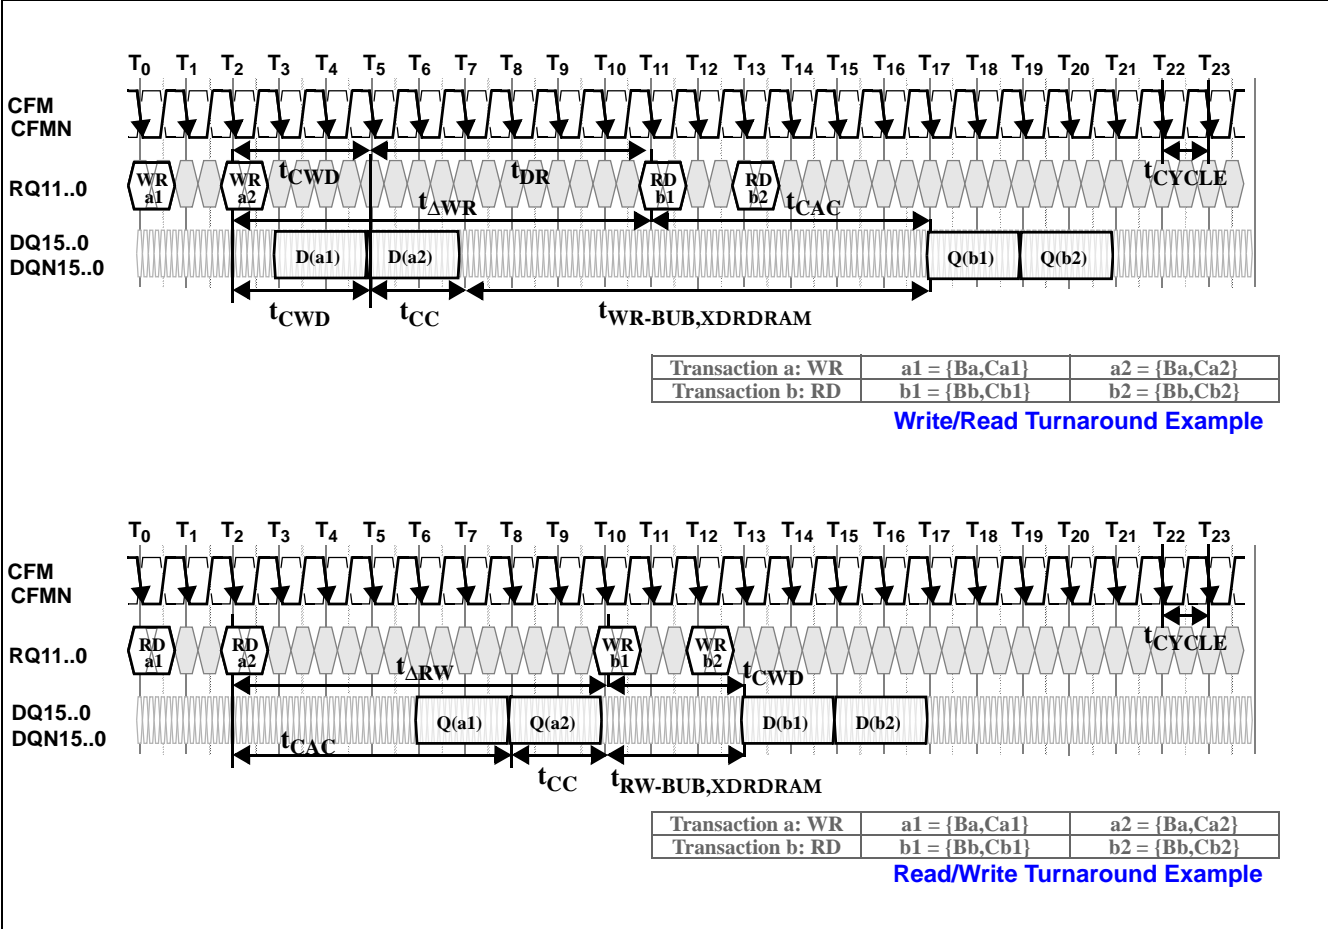 T0 T1 T2 T3 T4 T5 T6 T7 T8 T9 T10 T11 T12 T13 T14 T15 T16 T17 T18 T19 T20 T21 T22 T23
CFM
CFMN
tCWD tDR tCYCLE
RQ11..0 WR a1 WR a2 RD b1 RD b2
tΔWR tCAC
DQ15..0
DQN15..0
D(a1) D(a2) Q(b1) Q(b2)
tCWD tCC tWR-BUB,XDRDRAM
Transaction a: WR a1 = {Ba,Ca1} a2 = {Ba,Ca2}
Transaction b: RD b1 = {Bb,Cb1} b2 = {Bb,Cb2}
Write/Read Turnaround Example
T0 T1 T2 T3 T4 T5 T6 T7 T8 T9 T10 T11 T12 T13 T14 T15 T16 T17 T18 T19 T20 T21 T22 T23
CFM
CFMN
tCYCLE
RQ11..0 RD a1 RD a2 WR b1 WR b2
tΔRW tCWD
DQ15..0
DQN15..0
Q(a1) Q(a2) D(b1) D(b2)
tCAC tCC tRW-BUB,XDRDRAM
Transaction a: WR a1 = {Ba,Ca1} a2 = {Ba,Ca2}
Transaction b: RD b1 = {Bb,Cb1} b2 = {Bb,Cb2}
Read/Write Turnaround Example